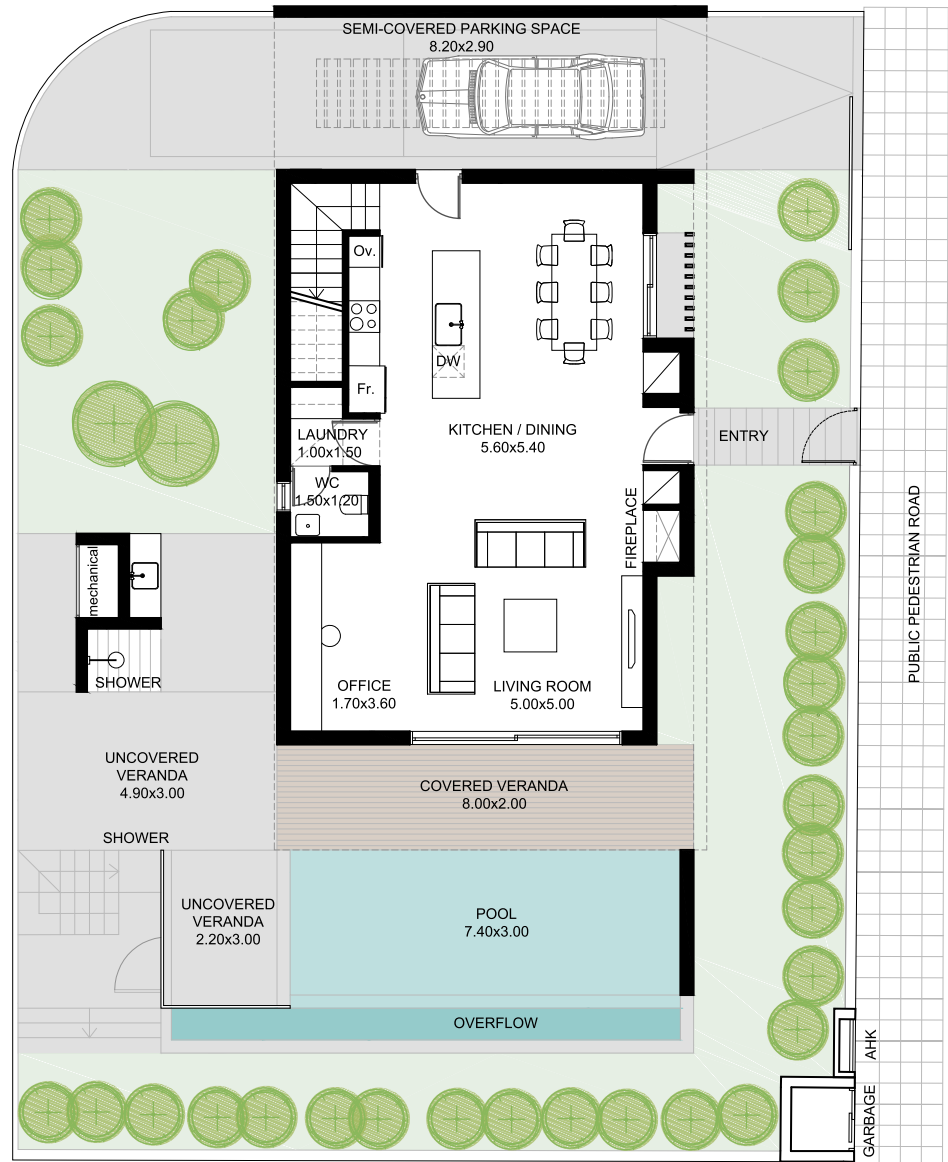 SEMI-COVERED PARKING SPACE
8.20x2.90
Ov.
DW
Fr.
KITCHEN / DINING
5.60x5.40
ENTRY
LAUNDRY
1.00x1.50
WC
1.50x1.20
FIREPLACE
PUBLIC PEDESTRIAN ROAD
mechanical
SHOWER
OFFICE
1.70x3.60
LIVING ROOM
5.00x5.00
UNCOVERED
VERANDA
4.90x3.00
COVERED VERANDA
8.00x2.00
SHOWER
UNCOVERED
VERANDA
2.20x3.00
POOL
7.40x3.00
OVERFLOW
AHK
GARBAGE